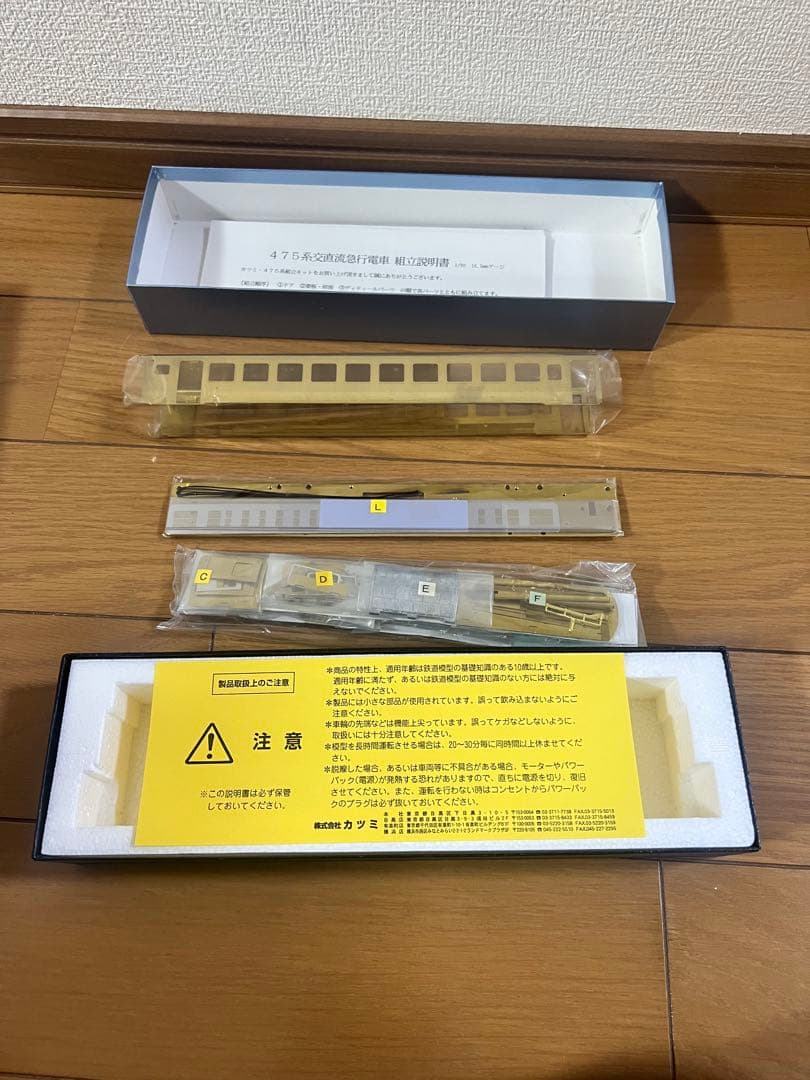 475系交直流急行電車 組立説明書 1/80 16.5mmゲージ
カツミ・475系組立キットをお買い上げ頂きまして誠にありがとうございます。
L
C
D
E
F
製品取扱上のご注意
注意
※この説明書は必ず保管
しておいてください。
＊商品の特性上、適用年齢は鉄道模型の基礎知識のある10歳以上です。
適用年齢に満たず、あるいは鉄道模型の基礎知識のない方には絶対に与
えないでください。
＊製品には小さな部品が使用されています。誤って飲み込まないようにご
注意ください。
＊車輪の先端などは機能上尖っています。誤ってケガなどしないように、
取扱いには十分注意してください。
＊模型を長時間運転させる場合は、20〜30分毎に同時間以上休ませてくだ
さい。
＊脱線した場合、あるいは車両等に不具合がある場合、モーターやパワー
パック(電源)が発熱する恐れがありますので、直ちに電源を切り、復旧
させてください。また、運転を行わない時はコンセントからパワーパッ
クのプラグが必ず抜いておいてください。
株式会社 カツミ